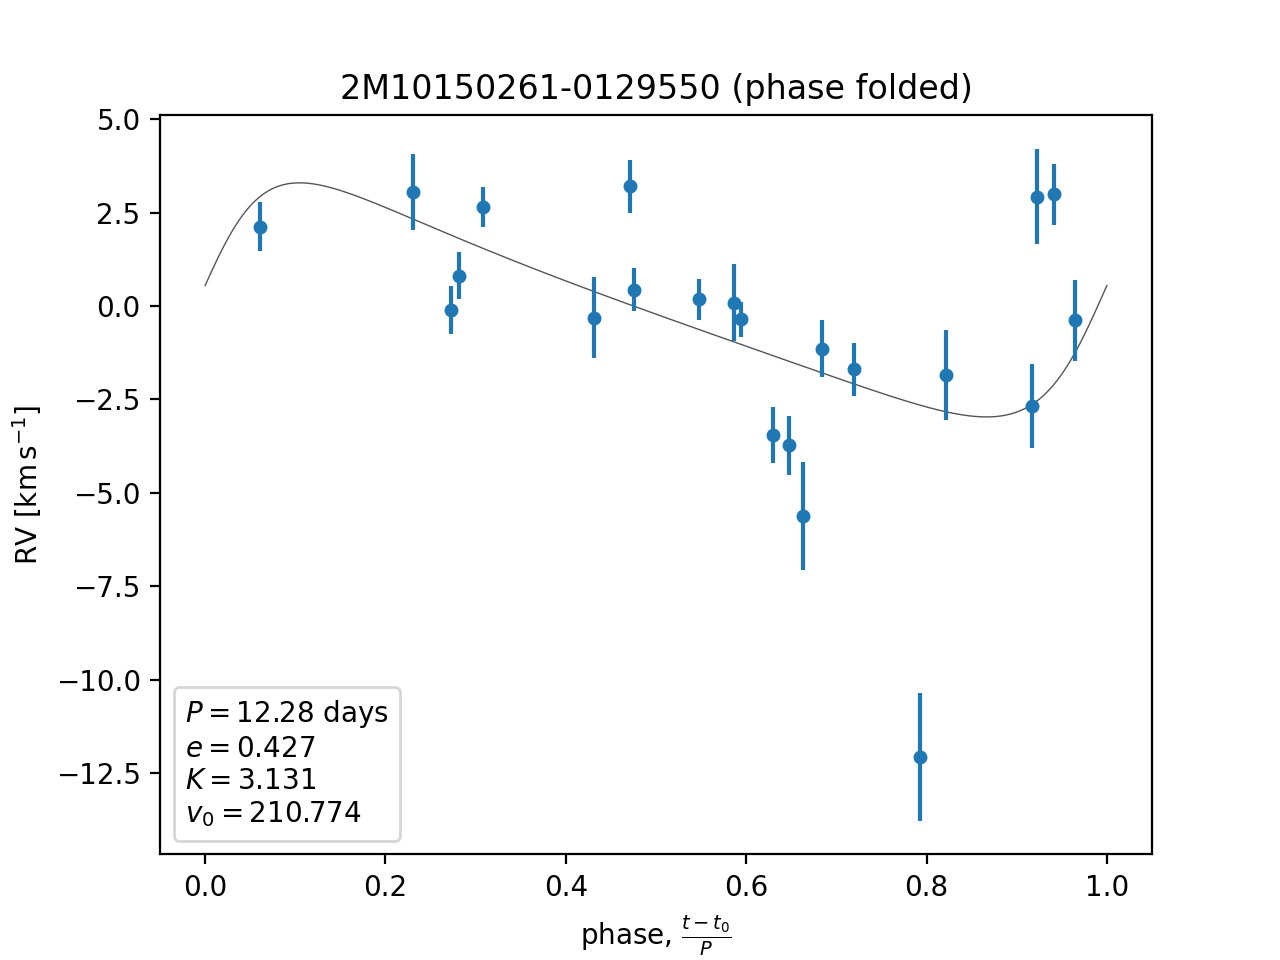 2M10150261-0129550 (phase folded)
5.0
2.5
0.0
−2.5
−5.0
−7.5
−10.0
−12.5
RV [km s⁻¹]
P = 12.28 days
e = 0.427
K = 3.131
v₀ = 210.774
0.0 0.2 0.4 0.6 0.8 1.0
phase, (t − t₀)/P